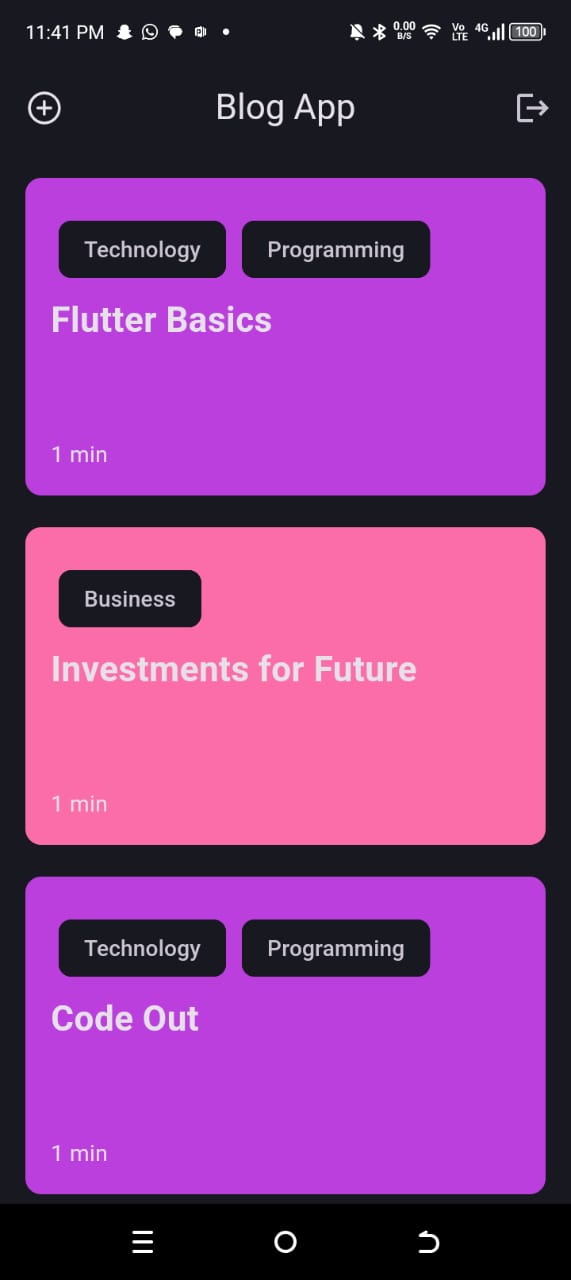 11:41 PM 0.00 B/S Vo LTE 4G 100
Blog App
Technology Programming
Flutter Basics
1 min
Business
Investments for Future
1 min
Technology Programming
Code Out
1 min